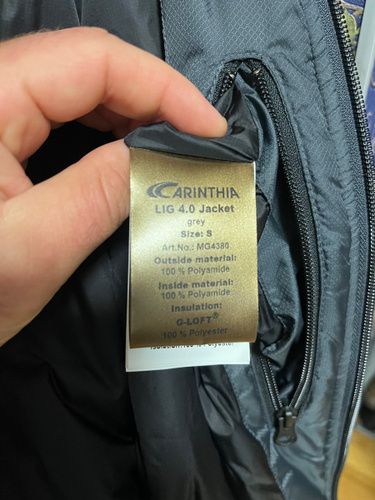 CARINTHIA
LIG 4.0 Jacket
grey
Size: S
Art.No.: MG4380
Outside material:
100 % Polyamide
Inside material:
100 % Polyamide
Insulation:
G-LOFT®
100 % Polyester